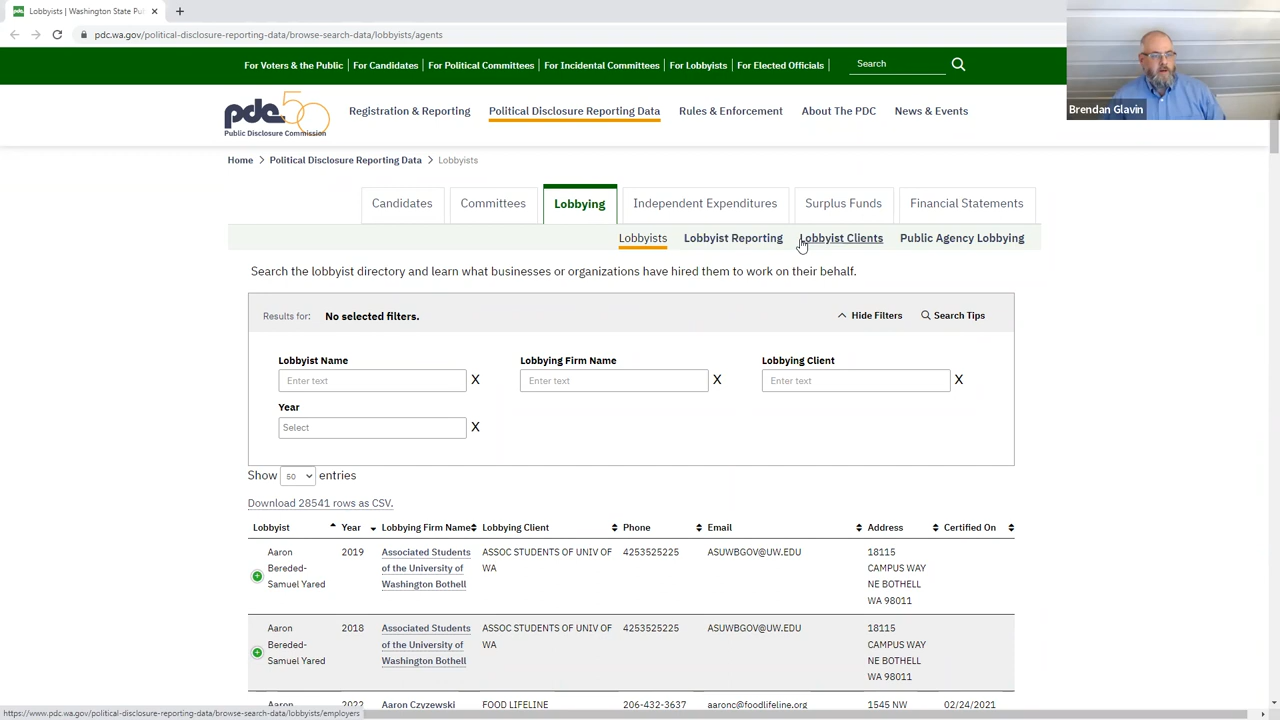 Lobbyists | Washington State Pu
pdc.wa.gov/political-disclosure-reporting-data/browse-search-data/lobbyists/agents
Brendan Glavin
For Voters & the Public | For Candidates | For Political Committees | For Incidental Committees | For Lobbyists | For Elected Officials |
Search
pdc 50
Public Disclosure Commission
Registration & Reporting Political Disclosure Reporting Data Rules & Enforcement About The PDC News & Events
Home > Political Disclosure Reporting Data > Lobbyists
Candidates Committees Lobbying Independent Expenditures Surplus Funds Financial Statements
Lobbyists Lobbyist Reporting Lobbyist Clients Public Agency Lobbying
Search the lobbyist directory and learn what businesses or organizations have hired them to work on their behalf.
Results for: No selected filters. Hide Filters Search Tips
Lobbyist Name Lobbying Firm Name Lobbying Client
Enter text X Enter text X Enter text X
Year
Select X
Show 50 entries
Download 28541 rows as CSV.
Lobbyist Year Lobbying Firm Name Lobbying Client Phone Email Address Certified On
Aaron 2019 Associated Students ASSOC STUDENTS OF UNIV OF 4253525225 ASUWBGOV@UW.EDU 18115
Bereded- of the University of WA CAMPUS WAY
Samuel Yared Washington Bothell NE BOTHELL
WA 98011
Aaron 2018 Associated Students ASSOC STUDENTS OF UNIV OF 4253525225 ASUWBGOV@UW.EDU 18115
Bereded- of the University of WA CAMPUS WAY
Samuel Yared Washington Bothell NE BOTHELL
WA 98011
Aaron 2022 Aaron Czyzewski FOOD LIFELINE 206-432-3637 aaronc@foodlifeline.org 1545 NW 02/24/2021
https://www.pdc.wa.gov/political-disclosure-reporting-data/browse-search-data/lobbyists/employers